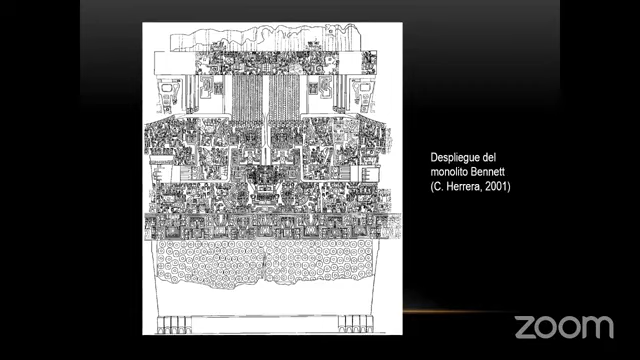 Despliegue del
monolito Bennett
(C. Herrera, 2001)
zoom